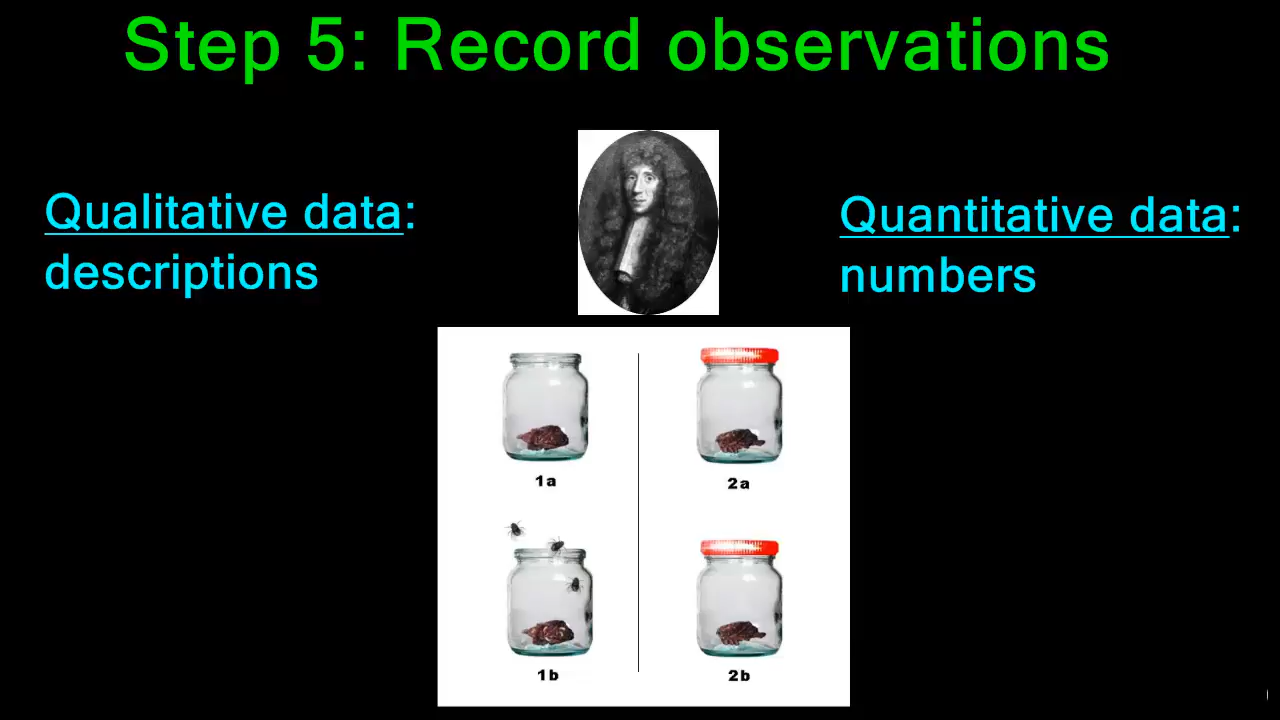 Step 5: Record observations
Qualitative data:
descriptions
Quantitative data:
numbers
1a
2a
1b
2b